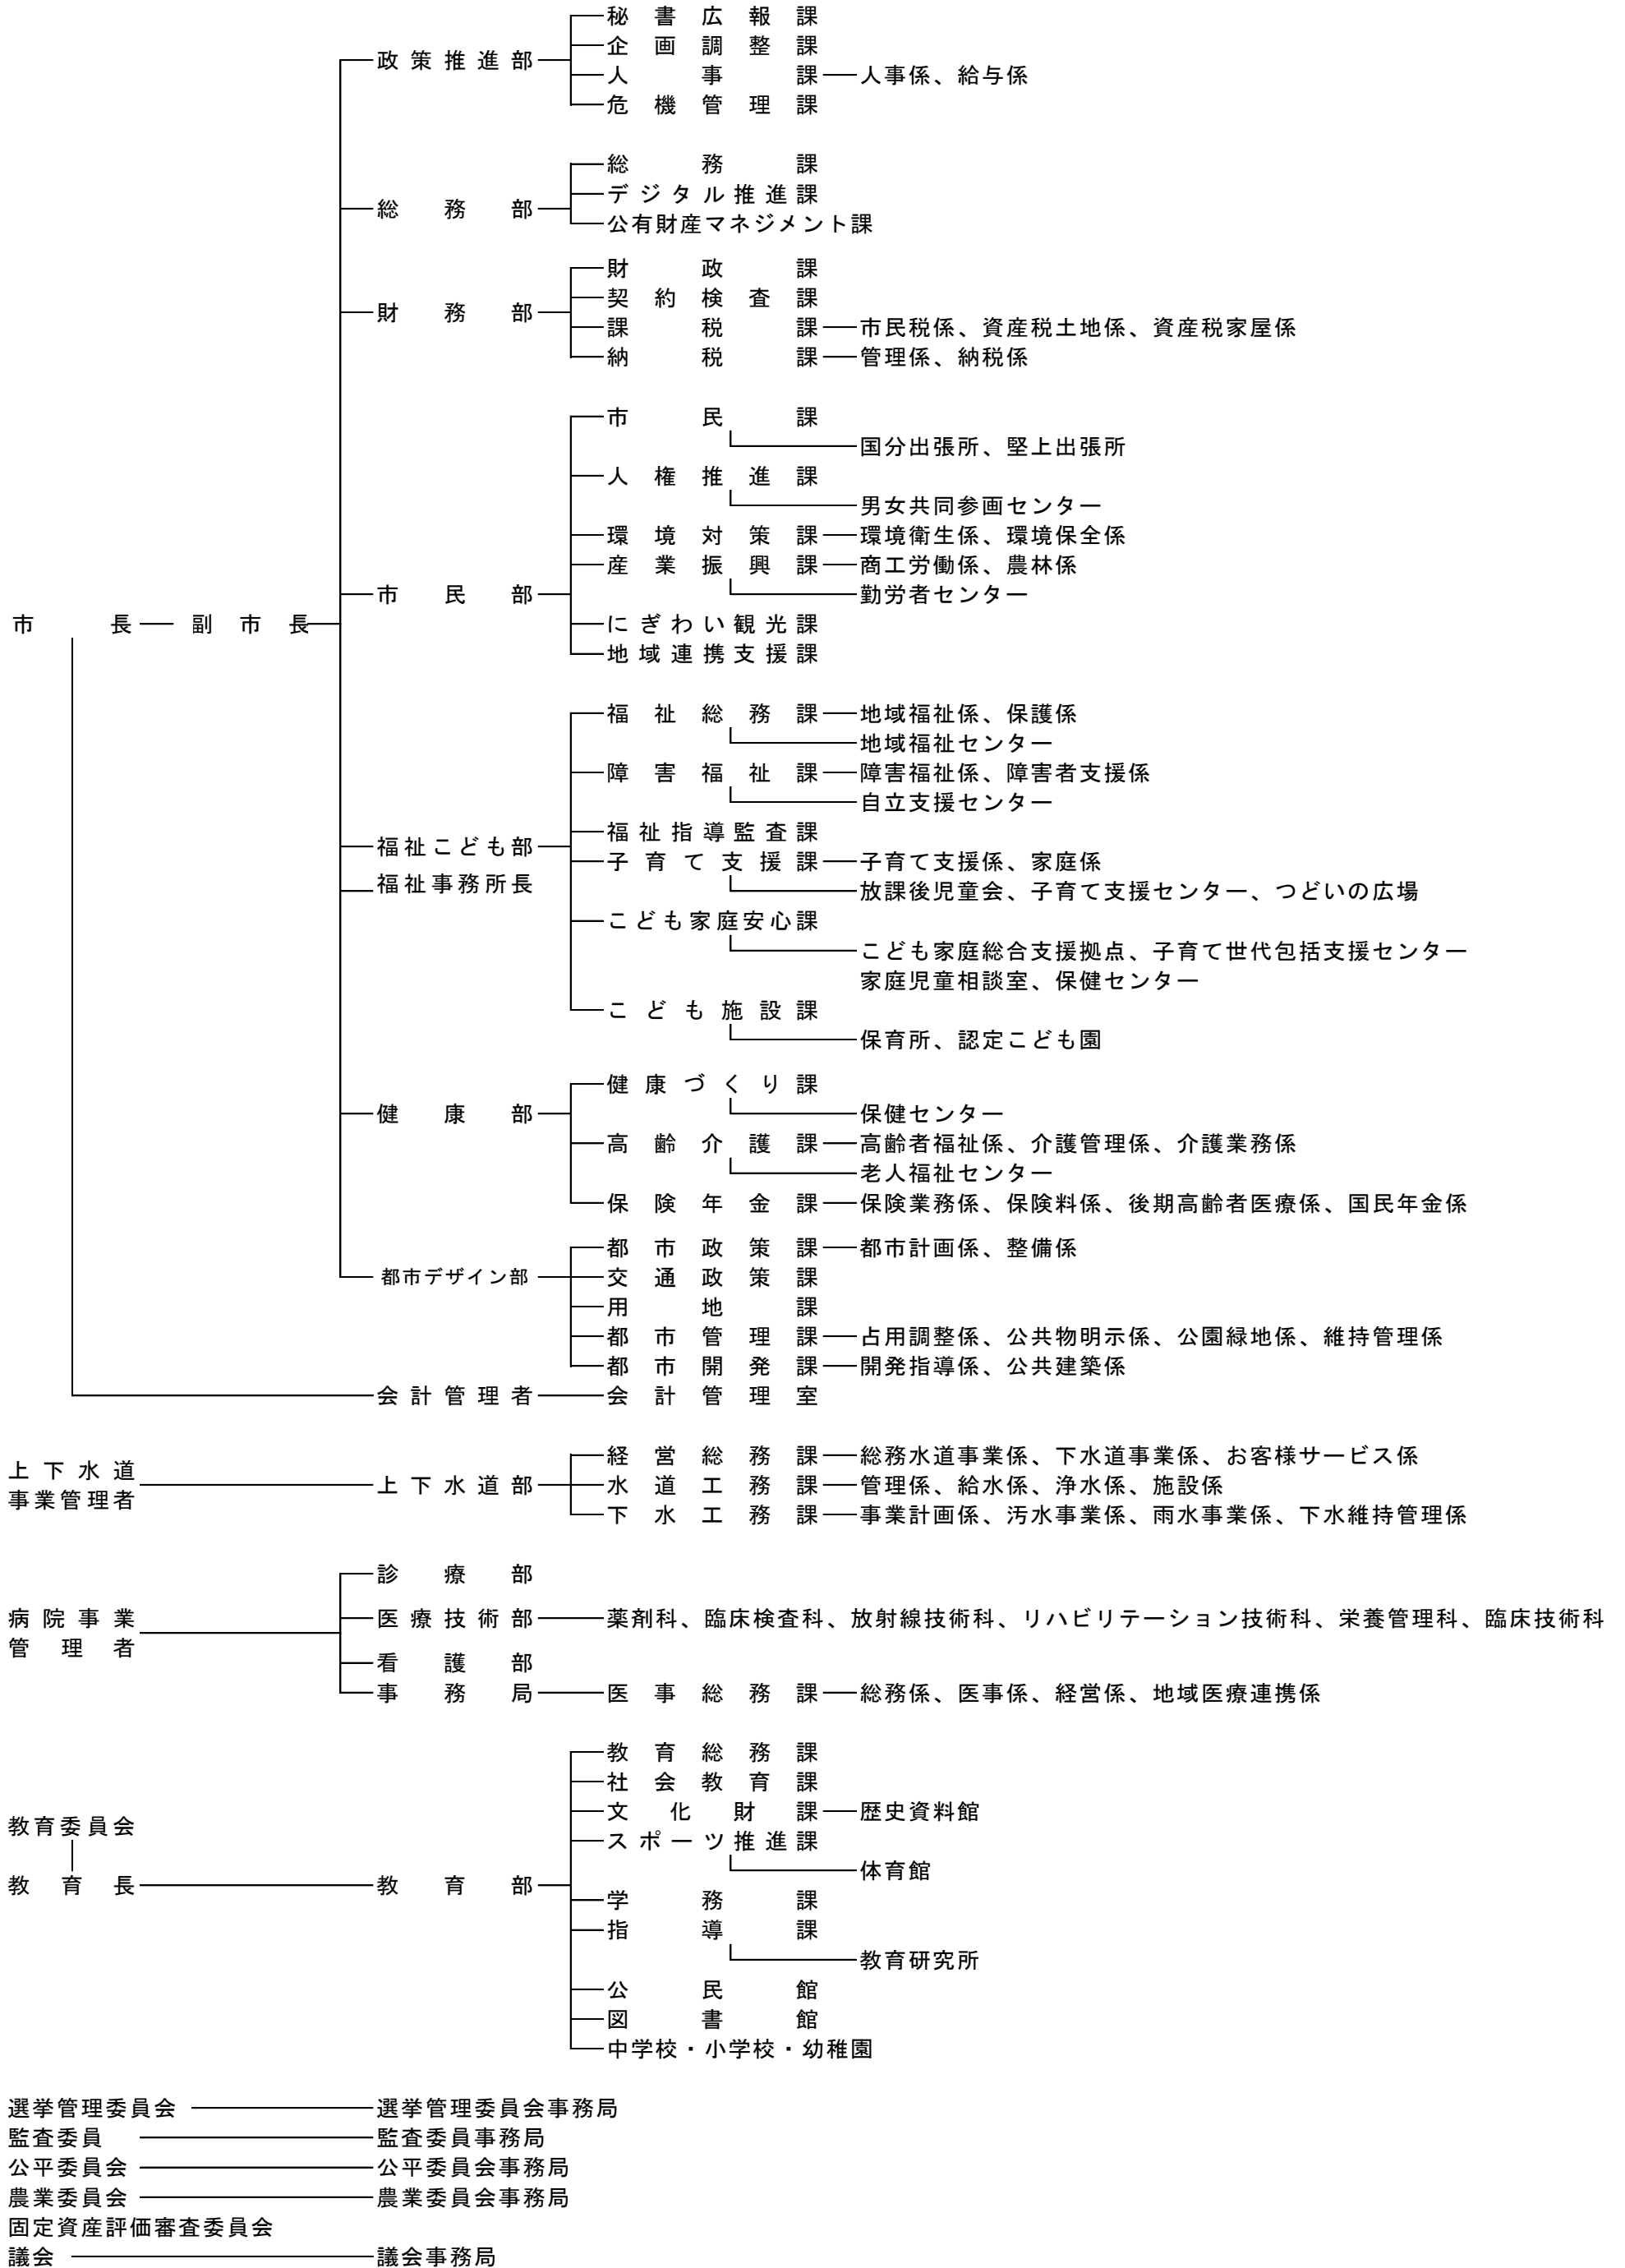 秘書広報課
企画調整課
政策推進部
人事課 人事係、給与係
危機管理課
総務課
デジタル推進課
総務部
公有財産マネジメント課
財政課
契約検査課
財務部
課税課 市民税係、資産税土地係、資産税家屋係
納税課 管理係、納税係
市民課
国分出張所、堅上出張所
人権推進課
男女共同参画センター
環境対策課 環境衛生係、環境保全係
産業振興課 商工労働係、農林係
市民部 勤労者センター
市長 副市長 にぎわい観光課
地域連携支援課
福祉総務課 地域福祉係、保護係
地域福祉センター
障害福祉課 障害福祉係、障害者支援係
自立支援センター
福祉指導監査課
福祉こども部
子育て支援課 子育て支援係、家庭係
福祉事務所長
放課後児童会、子育て支援センター、つどいの広場
こども家庭安心課
こども家庭総合支援拠点、子育て世代包括支援センター
家庭児童相談室、保健センター
こども施設課
保育所、認定こども園
健康づくり課
健康部 保健センター
高齢介護課 高齢者福祉係、介護管理係、介護業務係
老人福祉センター
保険年金課 保険業務係、保険料係、後期高齢者医療係、国民年金係
都市政策課 都市計画係、整備係
都市デザイン部 交通政策課
用地課
都市管理課 占用調整係、公共物明示係、公園緑地係、維持管理係
都市開発課 開発指導係、公共建築係
会計管理者 会計管理室
経営総務課 総務水道事業係、下水道事業係、お客様サービス係
上下水道
上下水道部 水道工務課 管理係、給水係、浄水係、施設係
事業管理者
下水工務課 事業計画係、汚水事業係、雨水事業係、下水維持管理係
診療部
病院事業 医療技術部 薬剤科、臨床検査科、放射線技術科、リハビリテーション技術科、栄養管理科、臨床技術科
管理者
看護部
事務局 医事総務課 総務係、医事係、経営係、地域医療連携係
教育総務課
社会教育課
文化財課 歴史資料館
教育委員会
スポーツ推進課
体育館
教育長 教育部
学務課
指導課
教育研究所
公民館
図書館
中学校・小学校・幼稚園
選挙管理委員会 選挙管理委員会事務局
監査委員 監査委員事務局
公平委員会 公平委員会事務局
農業委員会 農業委員会事務局
固定資産評価審査委員会
議会 議会事務局